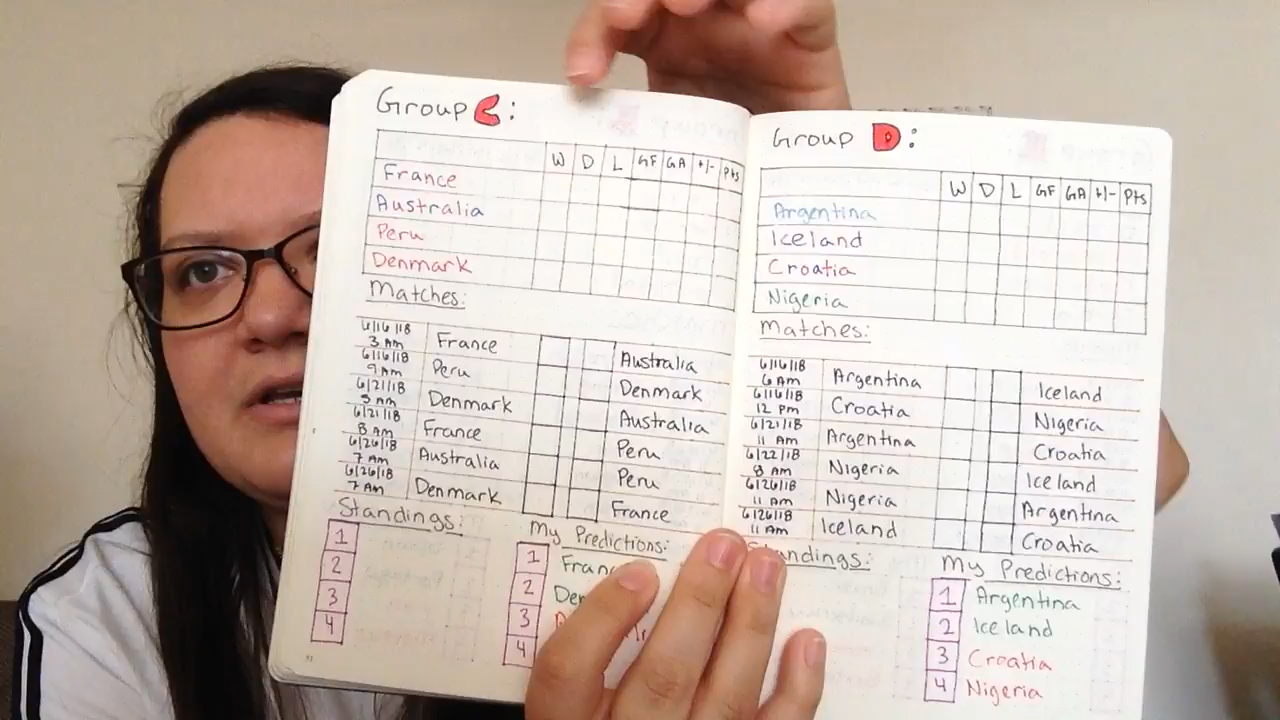 Group C:
W D L GF GA +/- Pts
France
Australia
Peru
Denmark
Matches:
6/16/18 3 AM France Australia
6/16/18 9 AM Peru Denmark
6/21/18 5 AM Denmark Australia
6/21/18 8 AM France Peru
6/26/18 7 AM Australia Peru
6/26/18 7 AM Denmark France
Standings:
1
2
3
4
My Predictions:
1
2
3
4
Group D:
W D L GF GA +/- Pts
Argentina
Iceland
Croatia
Nigeria
Matches:
6/16/18 6 AM Argentina Iceland
6/16/18 12 PM Croatia Nigeria
6/21/18 11 AM Argentina Croatia
6/22/18 8 AM Nigeria Iceland
6/26/18 11 AM Nigeria Argentina
6/26/18 11 AM Iceland Croatia
Standings:
My Predictions:
1 Argentina
2 Iceland
3 Croatia
4 Nigeria